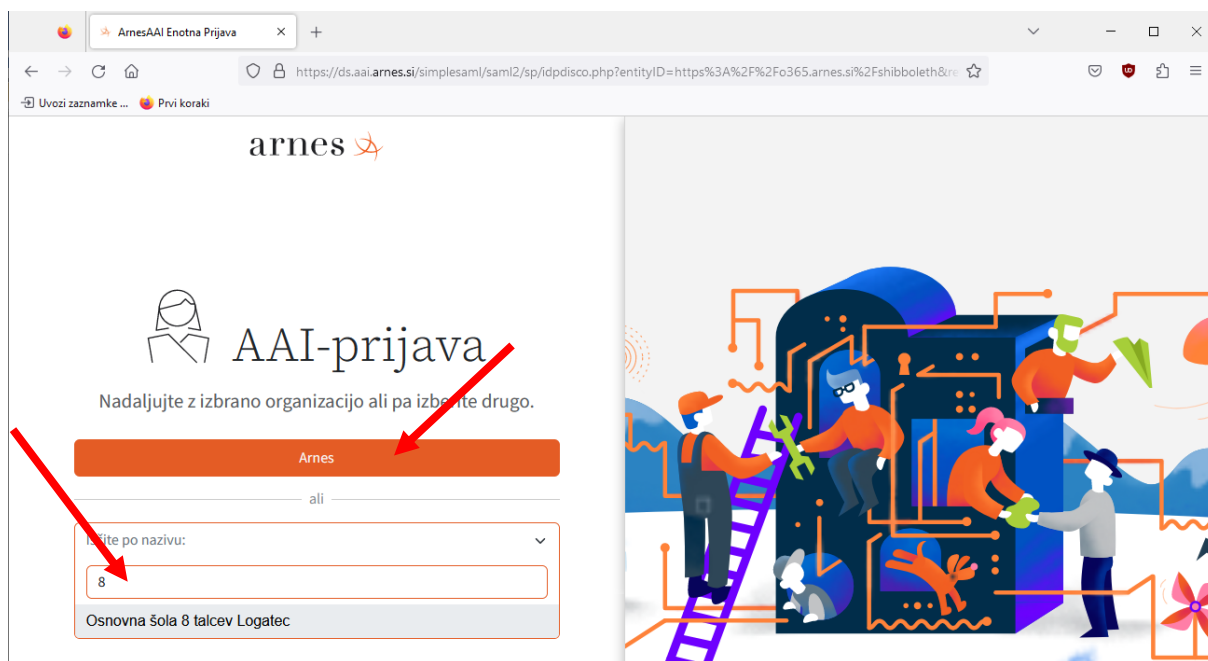 ArnesAAI Enotna Prijava
https://ds.aai.arnes.si/simplesaml/saml2/sp/idpdisco.php?entityID=https%3A%2F%2Fo365.arnes.si%2Fshibboleth&re
Uvozi zaznamke ... Prvi koraki
arnes
AAI-prijava
Nadaljujte z izbrano organizacijo ali pa izberite drugo.
Arnes
ali
Iščite po nazivu:
8
Osnovna šola 8 talcev Logatec